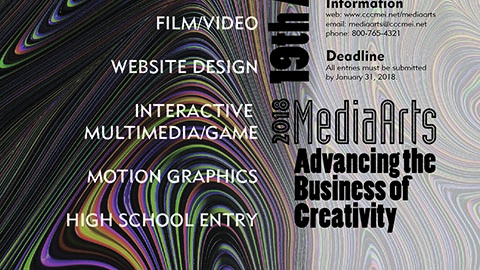 FILM/VIDEO
WEBSITE DESIGN
INTERACTIVE
MULTIMEDIA/GAME
MOTION GRAPHICS
HIGH SCHOOL ENTRY
19th
Information
web: www.cccmei.net/mediaarts
email: mediaarts@cccmei.net
phone: 800-765-4321
Deadline
All entries must be submitted
by January 31, 2018.
2018
MediaArts
Advancing the
Business of
Creativity